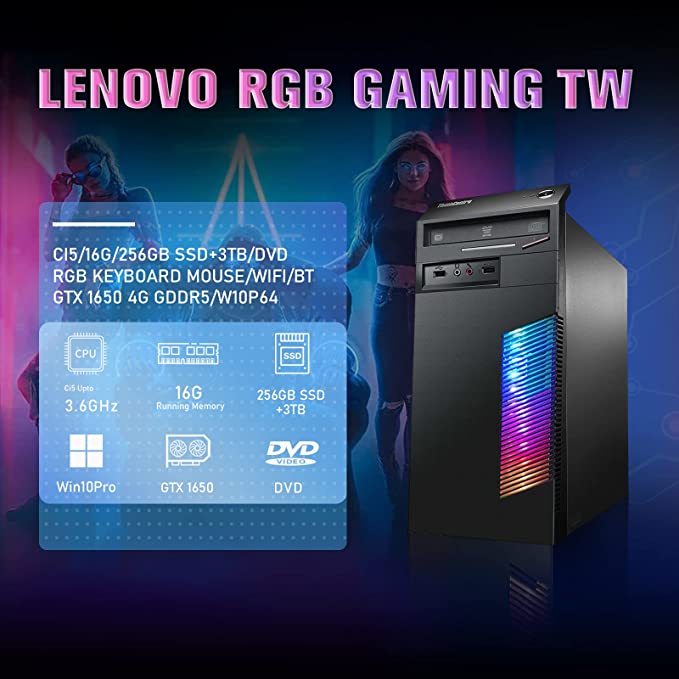 LENOVO RGB GAMING TW
CI5/16G/256GB SSD+3TB/DVD
RGB KEYBOARD MOUSE/WIFI/BT
GTX 1650 4G GDDR5/W10P64
CPU
Ci5 Upto
3.6GHz
16G
Running Memory
SSD
256GB SSD
+3TB
Win10Pro
GTX 1650
DVD
VIDEO
DVD
ThinkCentre